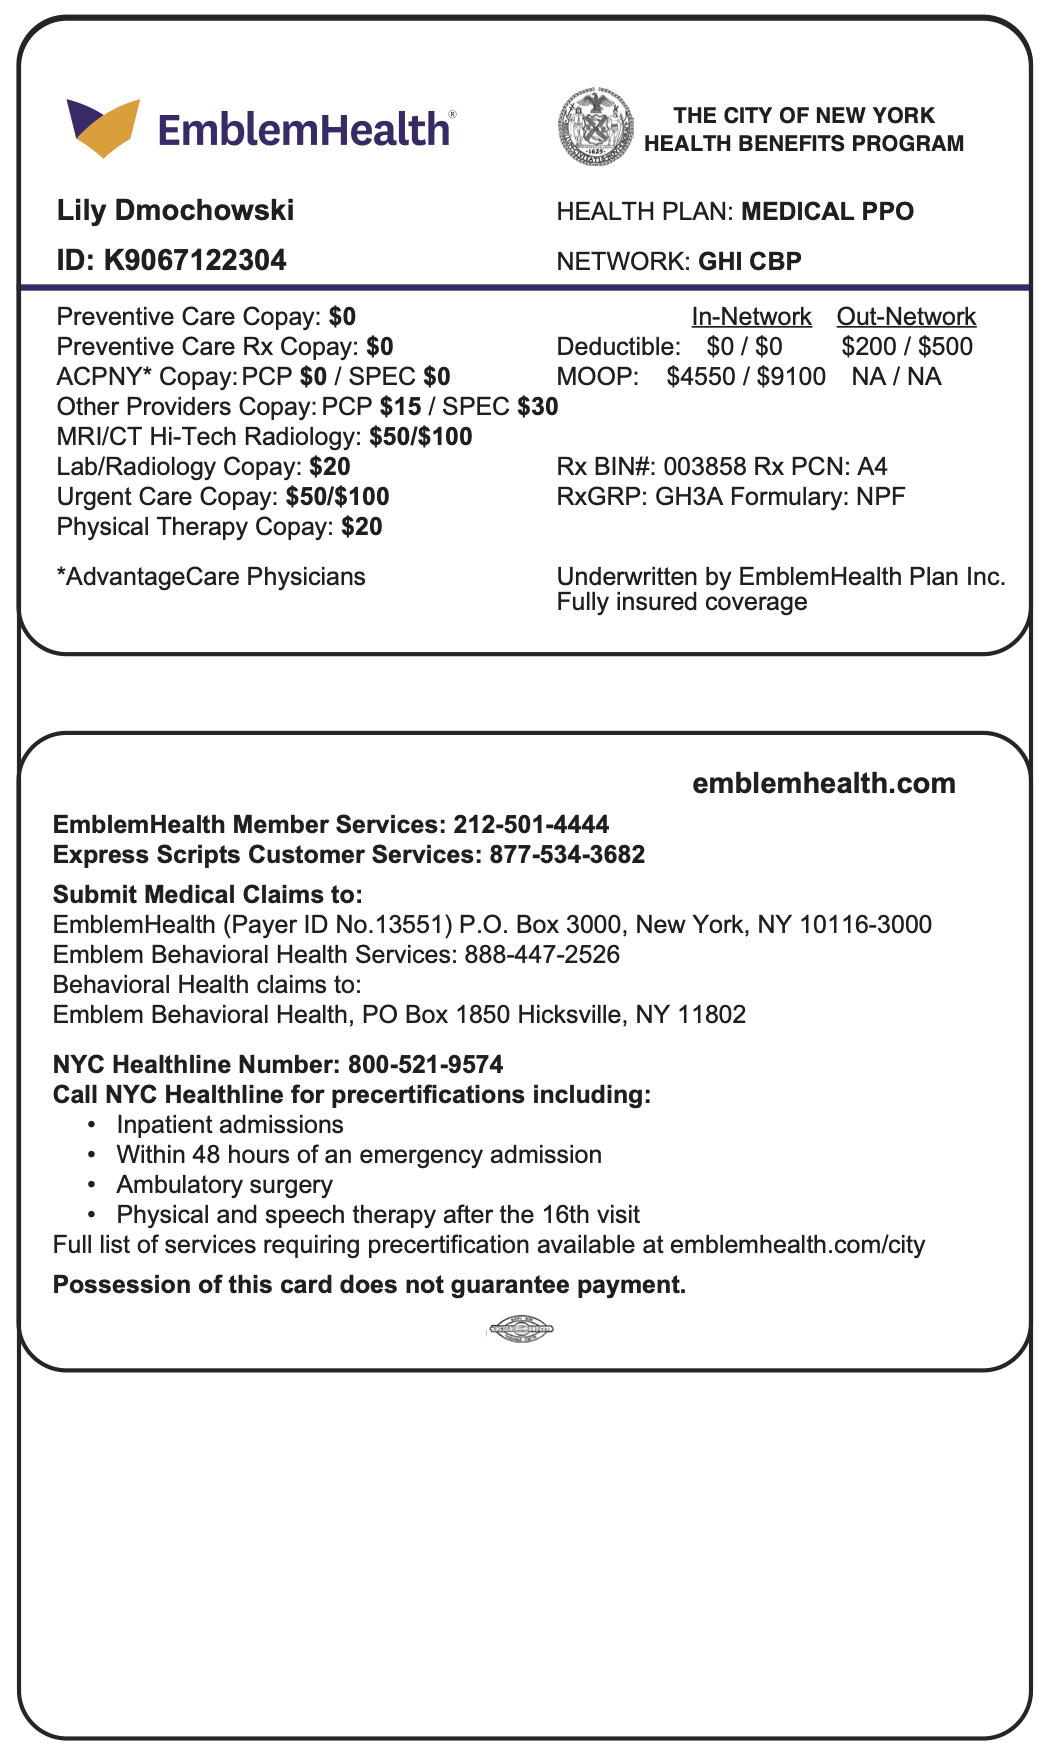 EmblemHealth®
THE CITY OF NEW YORK
HEALTH BENEFITS PROGRAM
Lily Dmochowski
HEALTH PLAN: MEDICAL PPO
ID: K9067122304
NETWORK: GHI CBP
Preventive Care Copay: $0
Preventive Care Rx Copay: $0
ACPNY* Copay: PCP $0 / SPEC $0
Other Providers Copay: PCP $15 / SPEC $30
MRI/CT Hi-Tech Radiology: $50/$100
Lab/Radiology Copay: $20
Urgent Care Copay: $50/$100
Physical Therapy Copay: $20
*AdvantageCare Physicians
In-Network Out-Network
Deductible: $0 / $0 $200 / $500
MOOP: $4550 / $9100 NA / NA
Rx BIN#: 003858 Rx PCN: A4
RxGRP: GH3A Formulary: NPF
Underwritten by EmblemHealth Plan Inc.
Fully insured coverage
emblemhealth.com
EmblemHealth Member Services: 212-501-4444
Express Scripts Customer Services: 877-534-3682
Submit Medical Claims to:
EmblemHealth (Payer ID No.13551) P.O. Box 3000, New York, NY 10116-3000
Emblem Behavioral Health Services: 888-447-2526
Behavioral Health claims to:
Emblem Behavioral Health, PO Box 1850 Hicksville, NY 11802
NYC Healthline Number: 800-521-9574
Call NYC Healthline for precertifications including:
• Inpatient admissions
• Within 48 hours of an emergency admission
• Ambulatory surgery
• Physical and speech therapy after the 16th visit
Full list of services requiring precertification available at emblemhealth.com/city
Possession of this card does not guarantee payment.